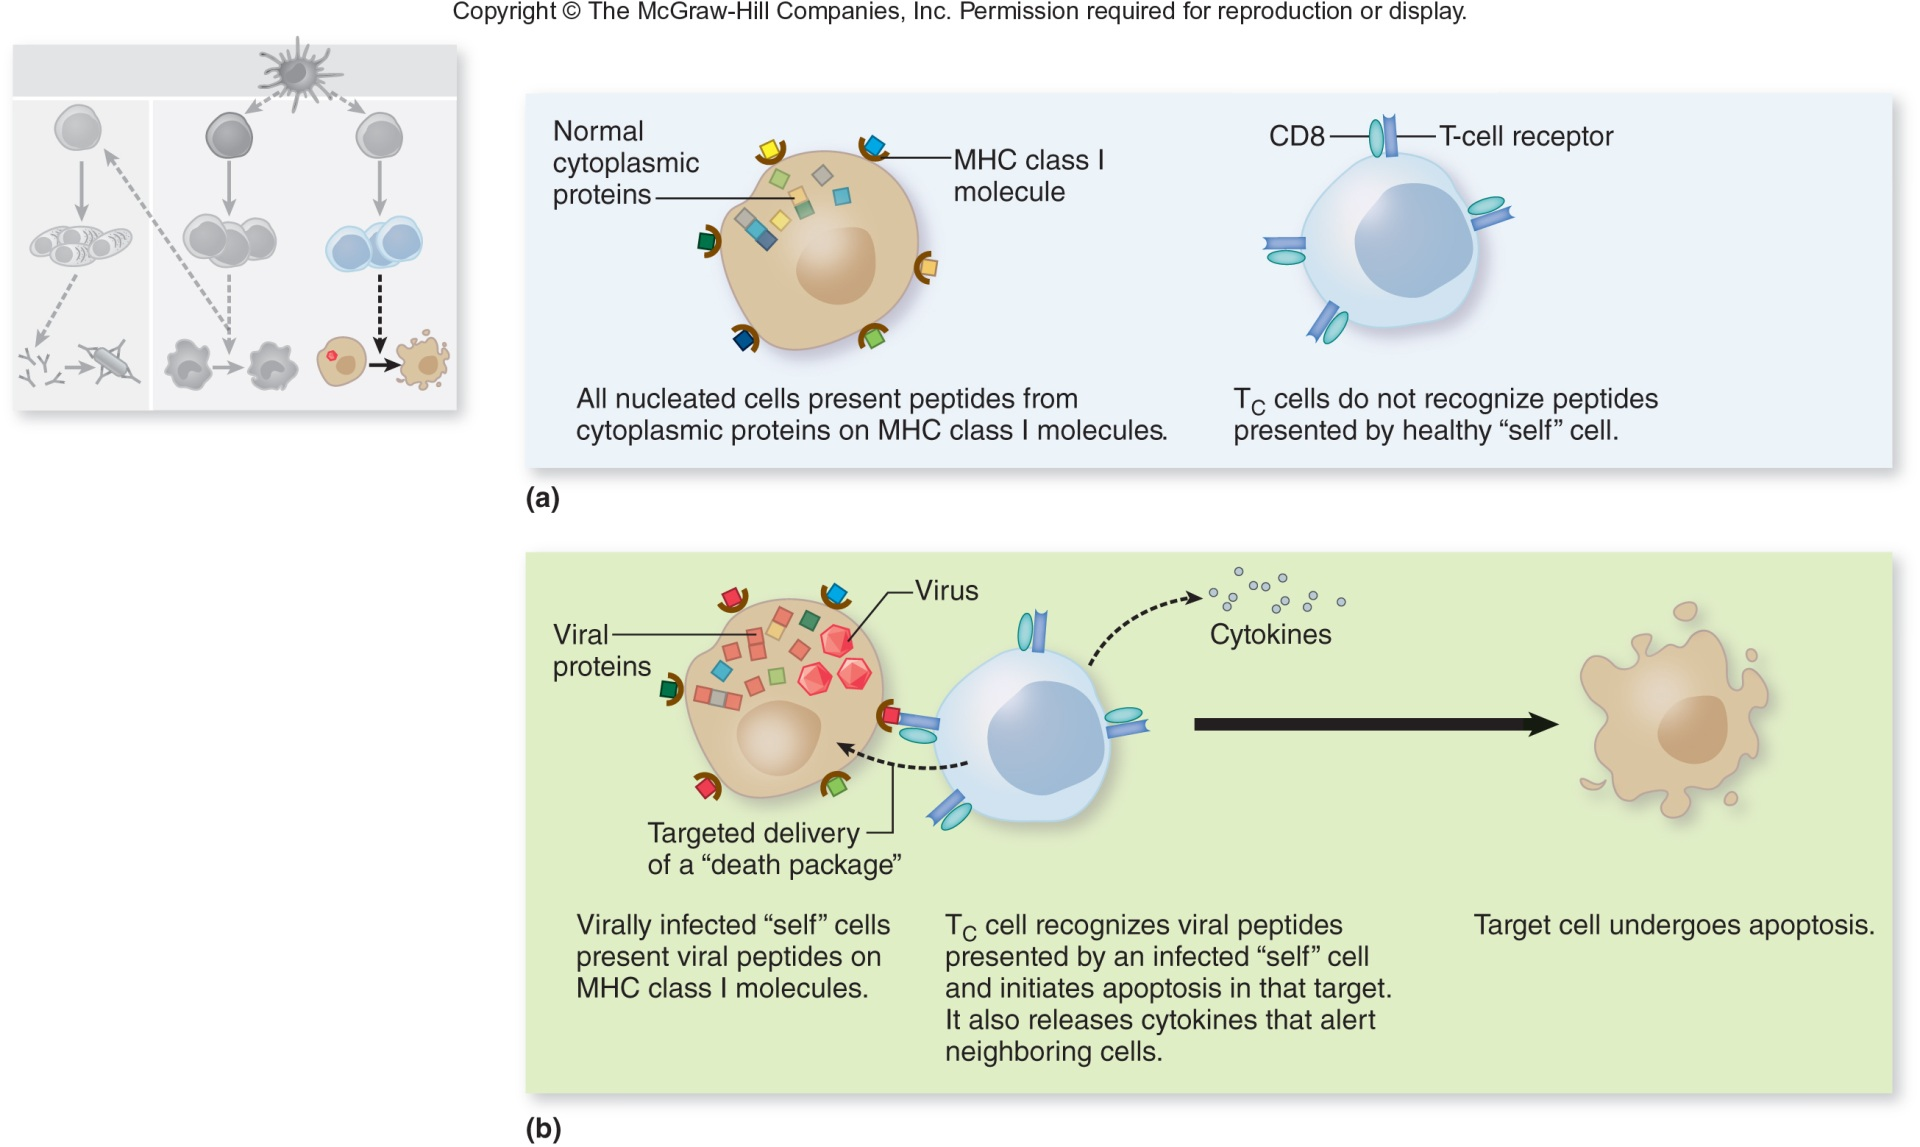 Copyright © The McGraw-Hill Companies, Inc. Permission required for reproduction or display.
Normal
cytoplasmic
proteins
MHC class I
molecule
CD8
T-cell receptor
All nucleated cells present peptides from
cytoplasmic proteins on MHC class I molecules.
TC cells do not recognize peptides
presented by healthy “self” cell.
(a)
Viral
proteins
Virus
Cytokines
Targeted delivery
of a “death package”
Virally infected “self” cells
present viral peptides on
MHC class I molecules.
TC cell recognizes viral peptides
presented by an infected “self” cell
and initiates apoptosis in that target.
It also releases cytokines that alert
neighboring cells.
Target cell undergoes apoptosis.
(b)